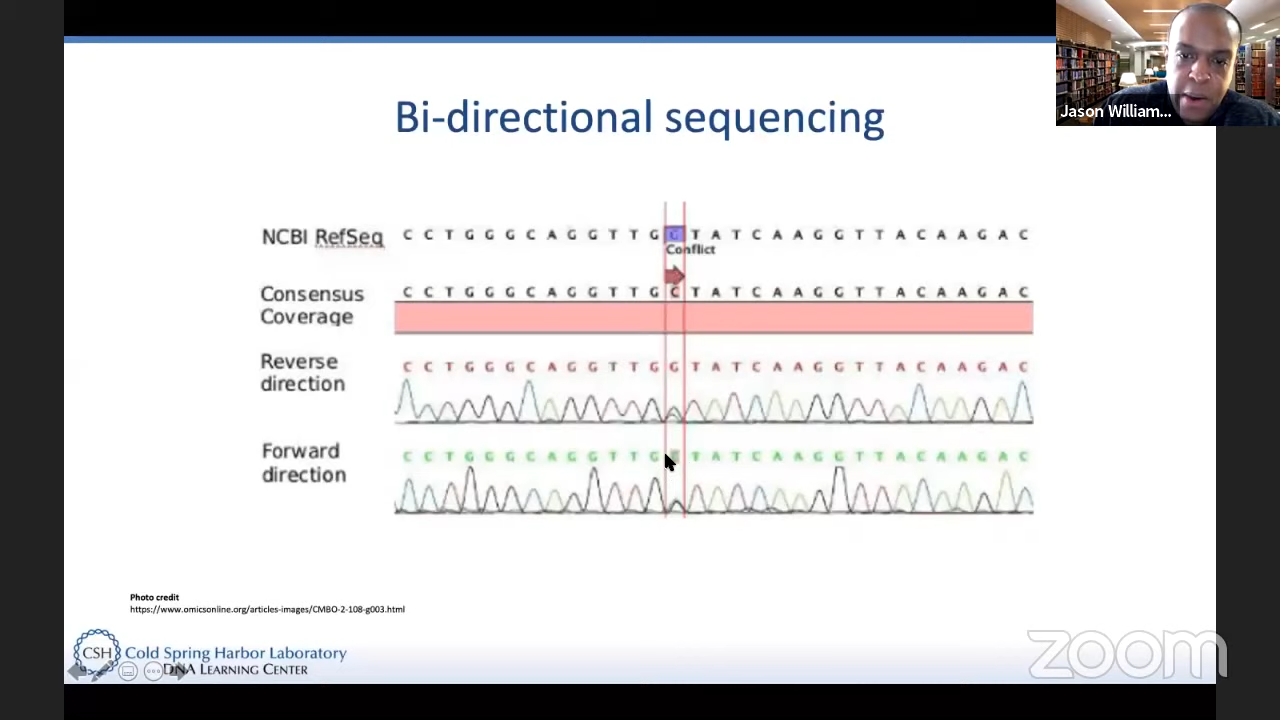 Jason William...
Bi-directional sequencing
NCBI RefSeq C C T G G G C A G G T T G G T A T C A A G G T T A C A A G A C
Conflict
Consensus C C T G G G C A G G T T G C T A T C A A G G T T A C A A G A C
Coverage
Reverse C C T G G G C A G G T T G G T A T C A A G G T T A C A A G A C
direction
Forward C C T G G G C A G G T T G T A T C A A G G T T A C A A G A C
direction
Photo credit
https://www.omicsonline.org/articles-images/CMBO-2-108-g003.html
CSH Cold Spring Harbor Laboratory
DNA LEARNING CENTER
zoom